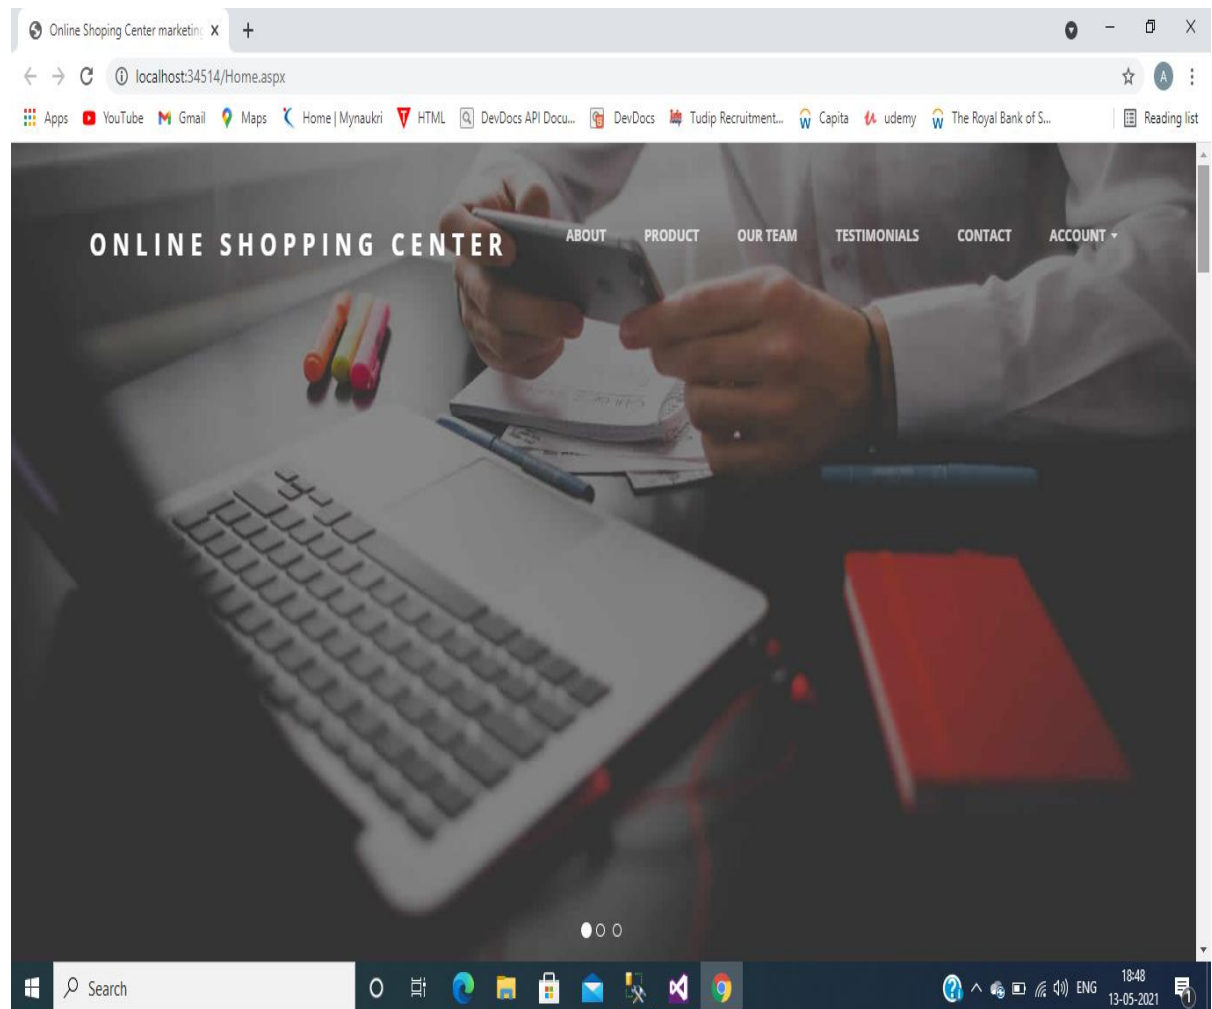 Online Shoping Center marketing
localhost:34514/Home.aspx
Apps YouTube Gmail Maps Home | Mynaukri HTML DevDocs API Docu... DevDocs Tudip Recruitment... Capita udemy The Royal Bank of S... Reading list
ONLINE SHOPPING CENTER ABOUT PRODUCT OUR TEAM TESTIMONIALS CONTACT ACCOUNT
Search
ENG
18:48
13-05-2021
1